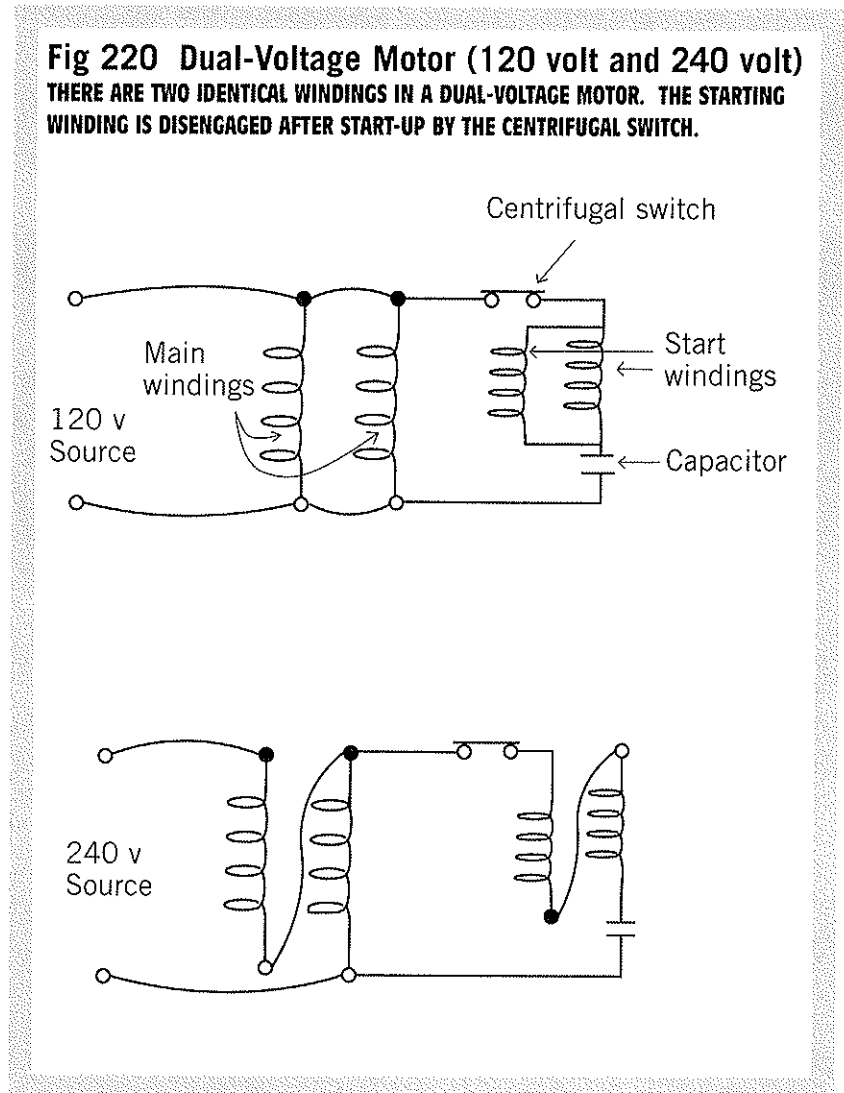 Fig 220 Dual-Voltage Motor (120 volt and 240 volt)
THERE ARE TWO IDENTICAL WINDINGS IN A DUAL-VOLTAGE MOTOR. THE STARTING
WINDING IS DISENGAGED AFTER START-UP BY THE CENTRIFUGAL SWITCH.
Centrifugal switch
Main
windings
Start
windings
120 v
Source
Capacitor
240 v
Source